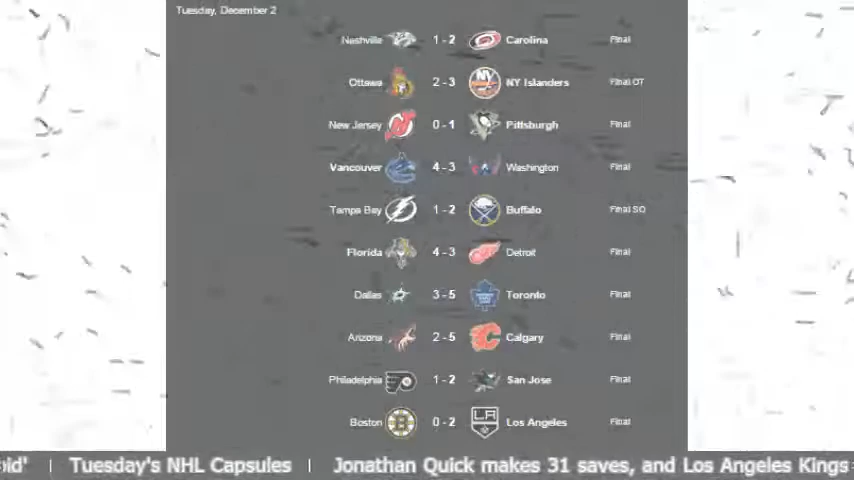 Tuesday, December 2
Nashville 1 - 2 Carolina Final
Ottawa 2 - 3 NY Islanders Final OT
New Jersey 0 - 1 Pittsburgh Final
Vancouver 4 - 3 Washington Final
Tampa Bay 1 - 2 Buffalo Final SO
Florida 4 - 3 Detroit Final
Dallas 3 - 5 Toronto Final
Arizona 2 - 5 Calgary Final
Philadelphia 1 - 2 San Jose Final
Boston 0 - 2 Los Angeles Final
Tuesday's NHL Capsules | Jonathan Quick makes 31 saves, and Los Angeles Kings